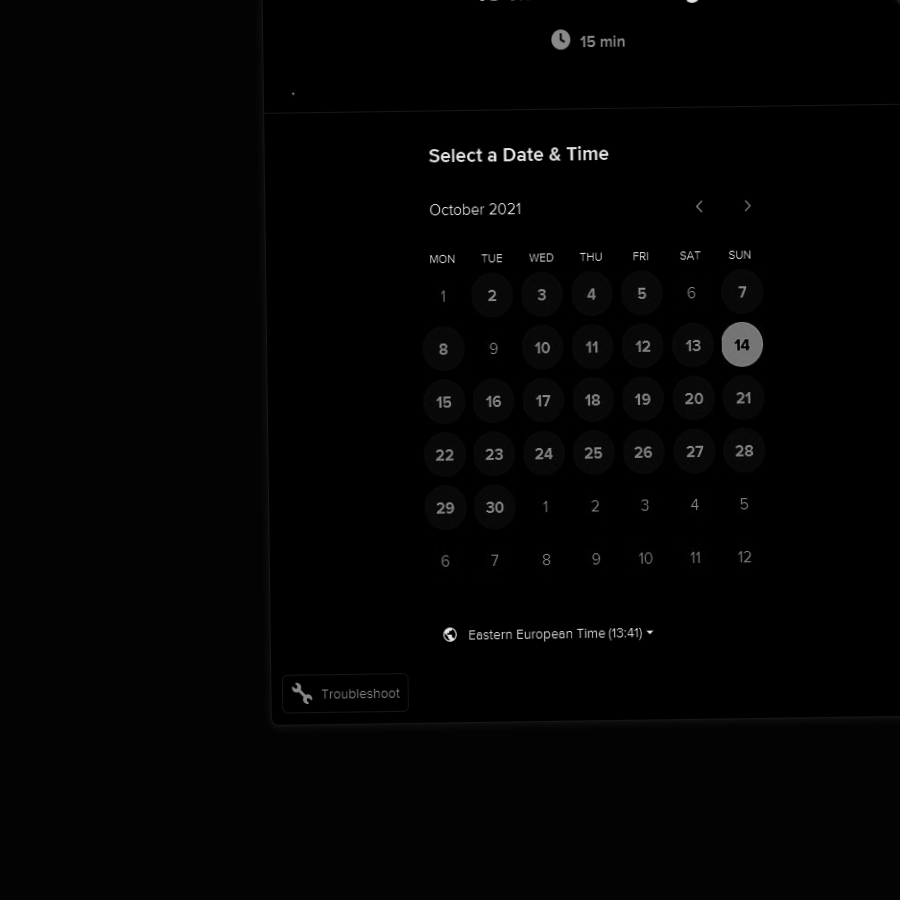 15 min
Select a Date & Time
October 2021
MON TUE WED THU FRI SAT SUN
1 2 3 4 5 6 7
8 9 10 11 12 13 14
15 16 17 18 19 20 21
22 23 24 25 26 27 28
29 30 1 2 3 4 5
6 7 8 9 10 11 12
Eastern European Time (13:41)
Troubleshoot